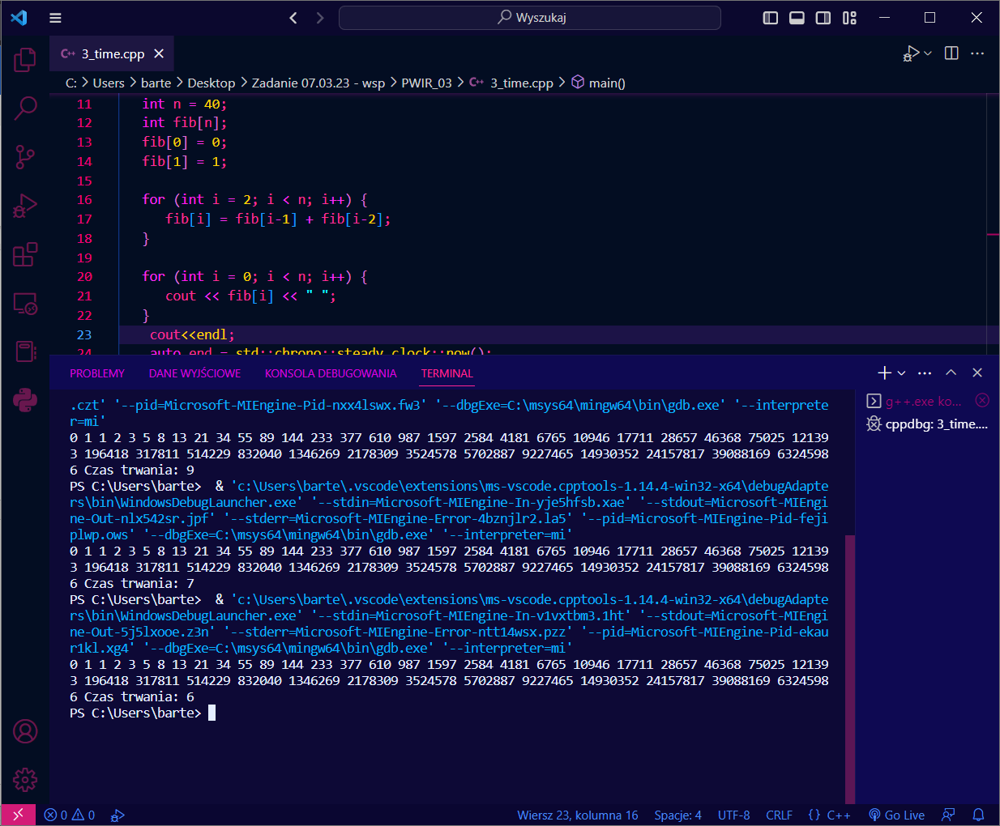 Wyszukaj
C++ 3_time.cpp
C: > Users > barte > Desktop > Zadanie 07.03.23 - wsp > PWIR_03 > C++ 3_time.cpp > main()
11 int n = 40;
12 int fib[n];
13 fib[0] = 0;
14 fib[1] = 1;
15
16 for (int i = 2; i < n; i++) {
17 fib[i] = fib[i-1] + fib[i-2];
18 }
19
20 for (int i = 0; i < n; i++) {
21 cout << fib[i] << " ";
22 }
23 cout<<endl;
24 auto end = std::chrono::steady_clock::now();
PROBLEMY DANE WYJŚCIOWE KONSOLA DEBUGOWANIA TERMINAL
g++.exe ko...
cppdbg: 3_time....
.czt' '--pid=Microsoft-MIEngine-Pid-nxx4lswx.fw3' '--dbgExe=C:\msys64\mingw64\bin\gdb.exe' '--interprete
r=mi'
0 1 1 2 3 5 8 13 21 34 55 89 144 233 377 610 987 1597 2584 4181 6765 10946 17711 28657 46368 75025 12139
3 196418 317811 514229 832040 1346269 2178309 3524578 5702887 9227465 14930352 24157817 39088169 6324598
6 Czas trwania: 9
PS C:\Users\barte>  & 'c:\Users\barte\.vscode\extensions\ms-vscode.cpptools-1.14.4-win32-x64\debugAdapte
rs\bin\WindowsDebugLauncher.exe' '--stdin=Microsoft-MIEngine-In-yje5hfsb.xae' '--stdout=Microsoft-MIEngi
ne-Out-nlx542sr.jpf' '--stderr=Microsoft-MIEngine-Error-4bznjlr2.la5' '--pid=Microsoft-MIEngine-Pid-feji
plwp.ows' '--dbgExe=C:\msys64\mingw64\bin\gdb.exe' '--interpreter=mi'
0 1 1 2 3 5 8 13 21 34 55 89 144 233 377 610 987 1597 2584 4181 6765 10946 17711 28657 46368 75025 12139
3 196418 317811 514229 832040 1346269 2178309 3524578 5702887 9227465 14930352 24157817 39088169 6324598
6 Czas trwania: 7
PS C:\Users\barte>  & 'c:\Users\barte\.vscode\extensions\ms-vscode.cpptools-1.14.4-win32-x64\debugAdapte
rs\bin\WindowsDebugLauncher.exe' '--stdin=Microsoft-MIEngine-In-v1vxtbm3.1ht' '--stdout=Microsoft-MIEngi
ne-Out-5j5lxooe.z3n' '--stderr=Microsoft-MIEngine-Error-ntt14wsx.pzz' '--pid=Microsoft-MIEngine-Pid-ekau
r1kl.xg4' '--dbgExe=C:\msys64\mingw64\bin\gdb.exe' '--interpreter=mi'
0 1 1 2 3 5 8 13 21 34 55 89 144 233 377 610 987 1597 2584 4181 6765 10946 17711 28657 46368 75025 12139
3 196418 317811 514229 832040 1346269 2178309 3524578 5702887 9227465 14930352 24157817 39088169 6324598
6 Czas trwania: 6
PS C:\Users\barte>
0 0 Wiersz 23, kolumna 16 Spacje: 4 UTF-8 CRLF {} C++ Go Live